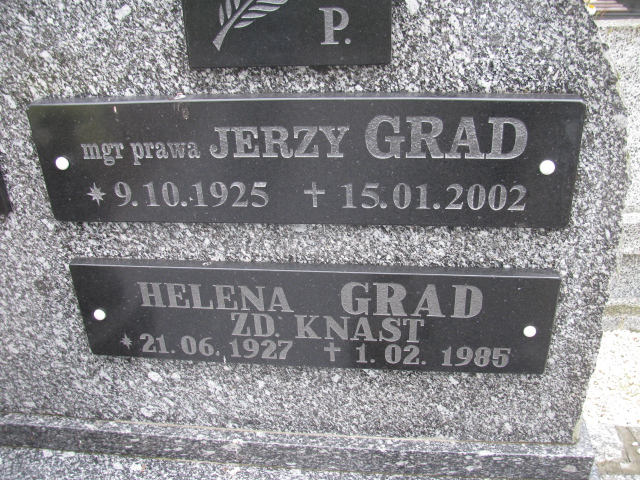 P.
mgr prawa JERZY GRAD
* 9.10.1925 + 15.01.2002
HELENA GRAD
ZD. KNAST
* 21.06.1927 + 1.02.1985